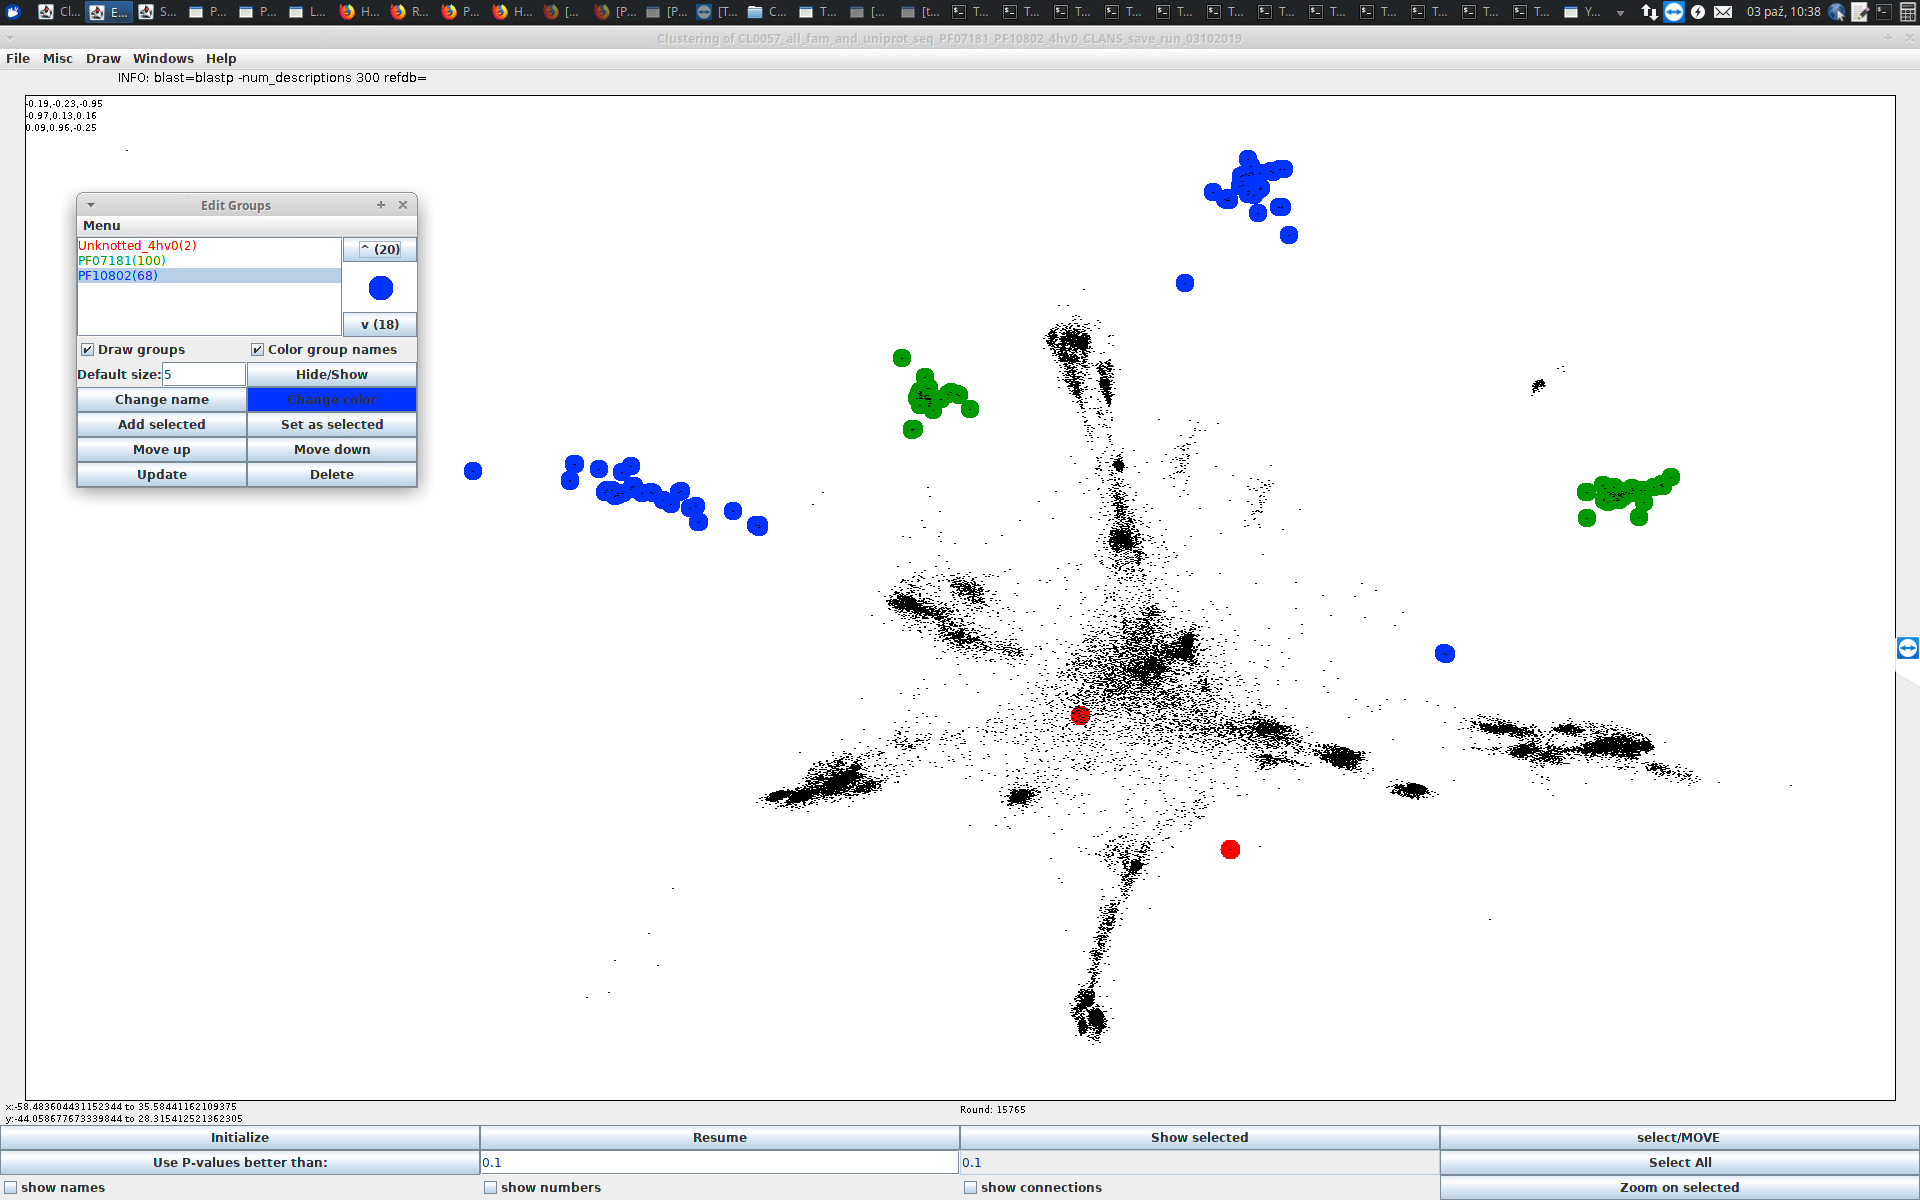 Cl... E... S... P... P... L... H... R... P... H... [... [P... [P... [T... C... T... [... [t... T... T... T... T... T... T... T... T... T... T... T... T... Y... 03 paź, 10:38
Clustering of CL0057_all_fam_and_uniprot_seq_PF07181_PF10802_4hv0_CLANS_save_run_03102019
File Misc Draw Windows Help
INFO: blast=blastp -num_descriptions 300 refdb=
-0.19,-0.23,-0.95
-0.97,0.13,0.16
0.09,0.96,-0.25
Edit Groups
Menu
Unknotted_4hv0(2)
PF07181(100)
PF10802(68)
^ (20)
v (18)
Draw groups Color group names
Default size: 5 Hide/Show
Change name Change color
Add selected Set as selected
Move up Move down
Update Delete
x:-58.483604431152344 to 35.58441162109375
y:-44.058677673339844 to 28.315412521362305
Round: 15765
Initialize Resume Show selected select/MOVE
Use P-values better than: 0.1 0.1 Select All
show names show numbers show connections Zoom on selected